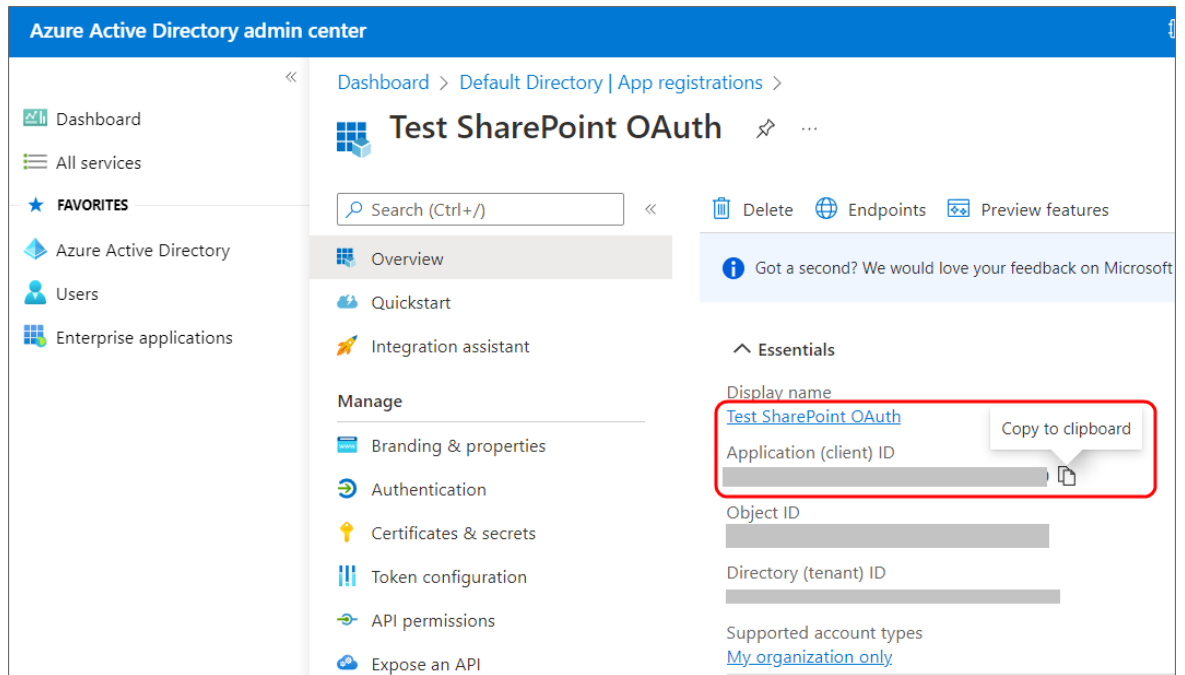 Azure Active Directory admin center
Dashboard
All services
FAVORITES
Azure Active Directory
Users
Enterprise applications
Dashboard > Default Directory | App registrations >
Test SharePoint OAuth ...
Search (Ctrl+/)
Overview
Quickstart
Integration assistant
Manage
Branding & properties
Authentication
Certificates & secrets
Token configuration
API permissions
Expose an API
Delete Endpoints Preview features
Got a second? We would love your feedback on Microsoft
Essentials
Display name
Test SharePoint OAuth
Copy to clipboard
Application (client) ID
Object ID
Directory (tenant) ID
Supported account types
My organization only